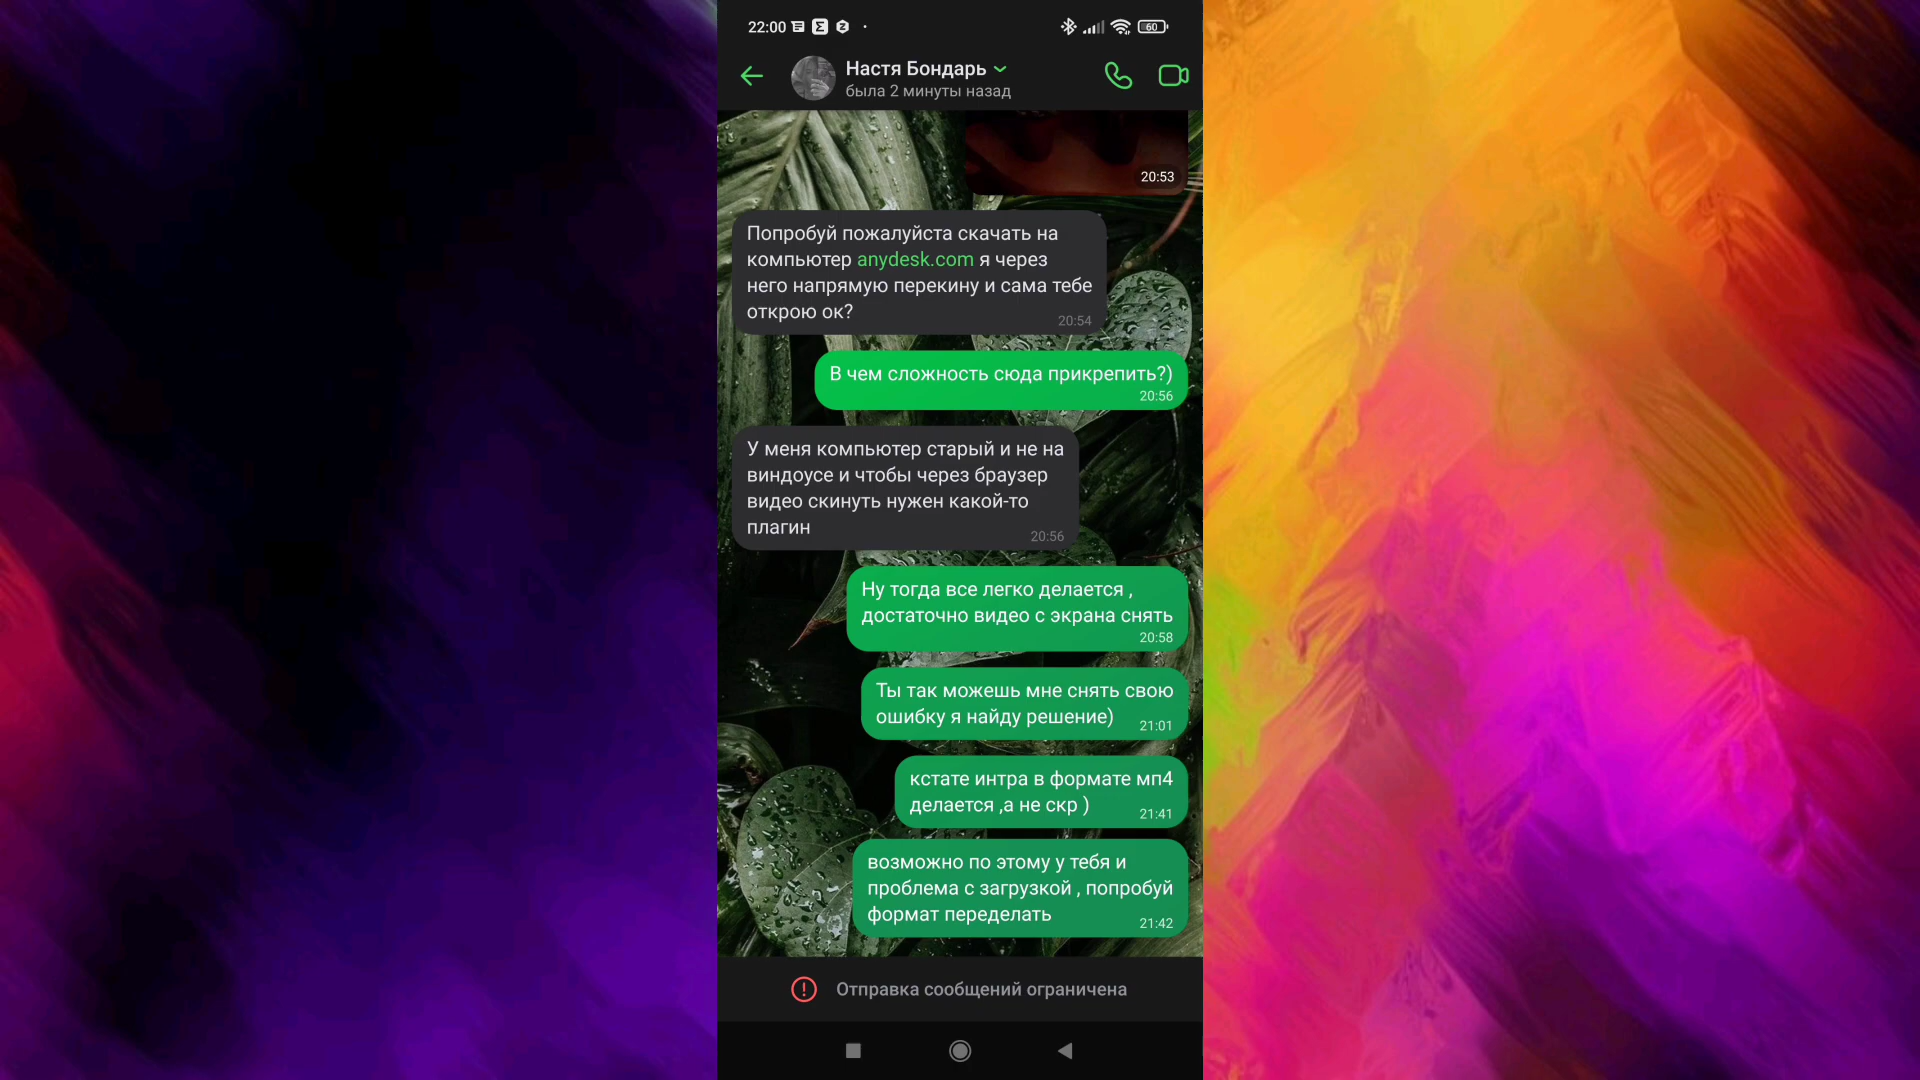 22:00
60
Настя Бондарь
была 2 минуты назад
20:53
Попробуй пожалуйста скачать на
компьютер anydesk.com я через
него напрямую перекину и сама тебе
открою ок?
20:54
В чем сложность сюда прикрепить?)
20:56
У меня компьютер старый и не на
виндоусе и чтобы через браузер
видео скинуть нужен какой-то
плагин
20:56
Ну тогда все легко делается ,
достаточно видео с экрана снять
20:58
Ты так можешь мне снять свою
ошибку я найду решение)
21:01
кстате интра в формате мп4
делается ,а не скр )
21:41
возможно по этому у тебя и
проблема с загрузкой , попробуй
формат переделать
21:42
Отправка сообщений ограничена